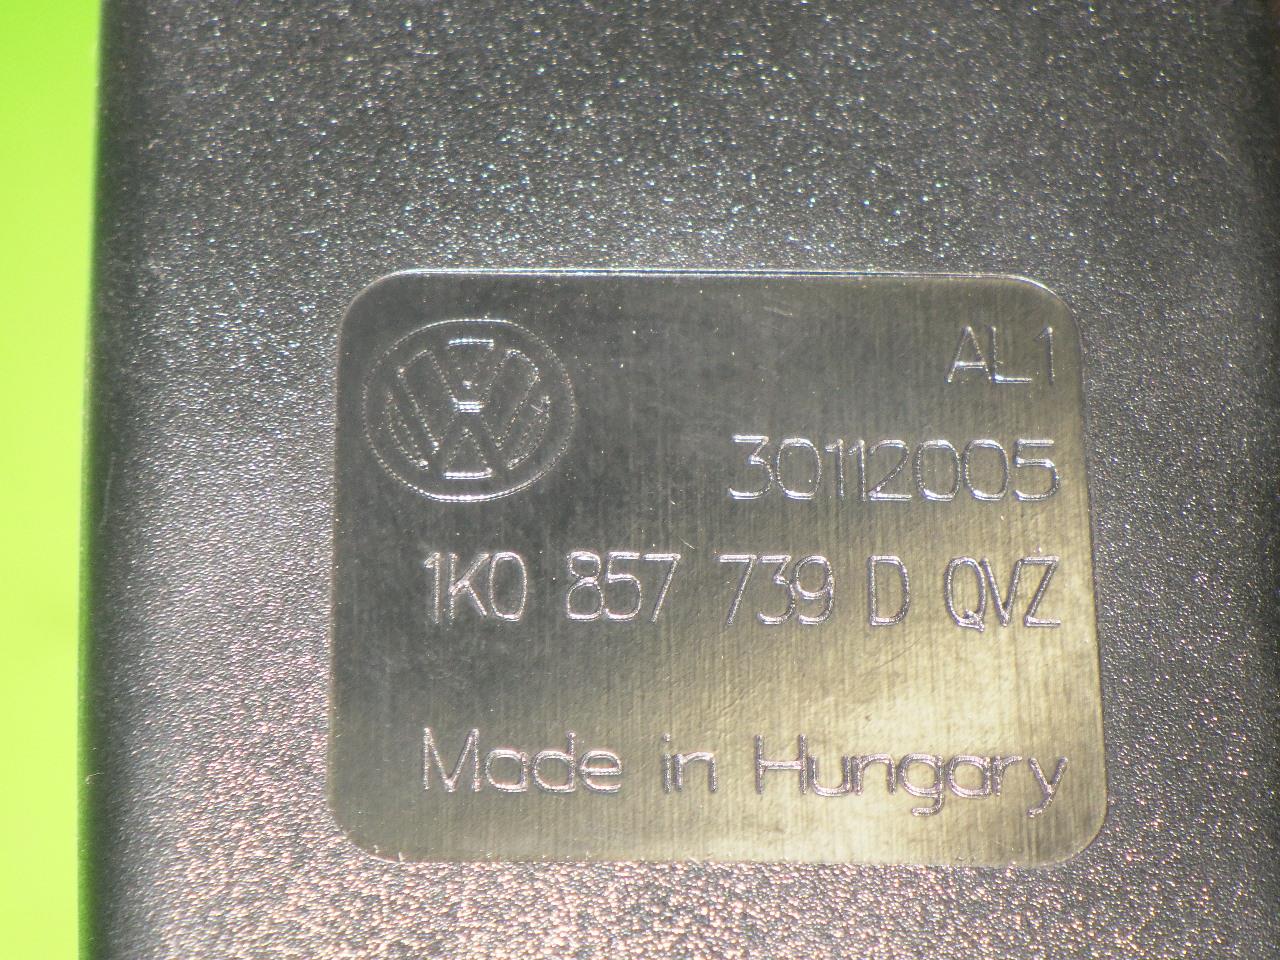 AL1
30112005
1K0 857 739 D QVZ
Made in Hungary